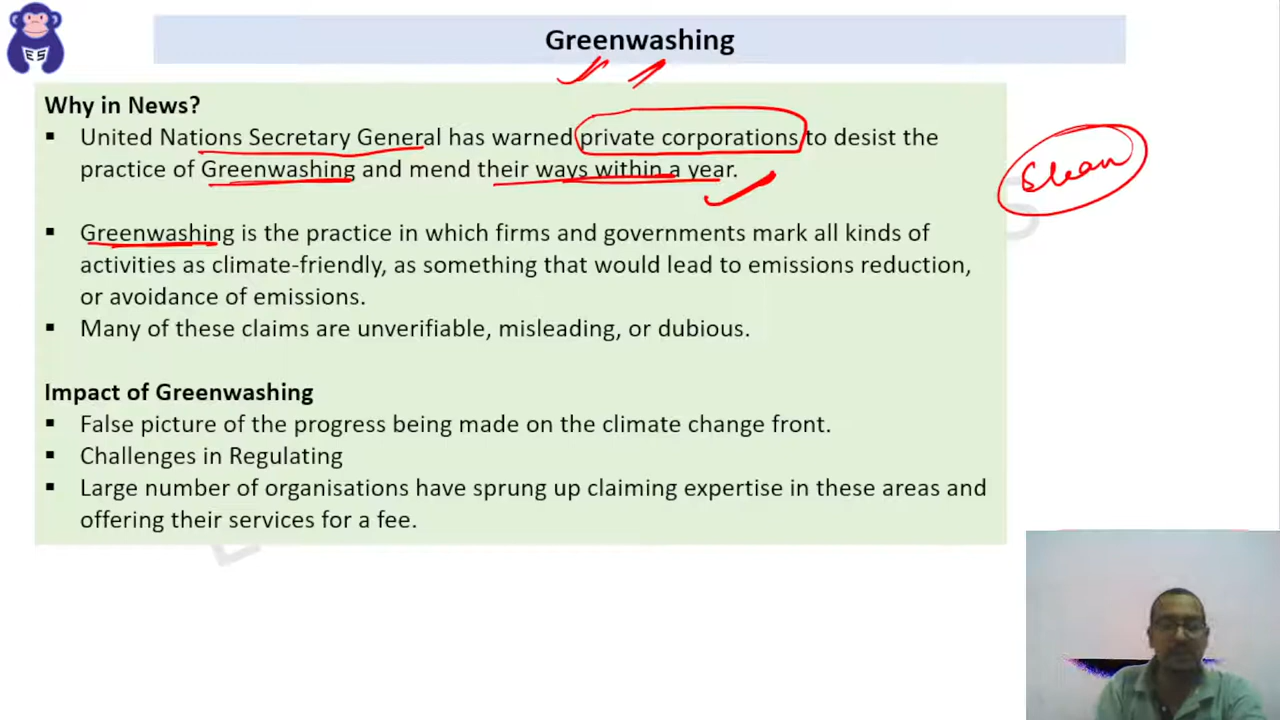 Greenwashing
Why in News?
▪ United Nations Secretary General has warned private corporations to desist the
practice of Greenwashing and mend their ways within a year.
Clean
▪ Greenwashing is the practice in which firms and governments mark all kinds of
activities as climate-friendly, as something that would lead to emissions reduction,
or avoidance of emissions.
▪ Many of these claims are unverifiable, misleading, or dubious.
Impact of Greenwashing
▪ False picture of the progress being made on the climate change front.
▪ Challenges in Regulating
▪ Large number of organisations have sprung up claiming expertise in these areas and
offering their services for a fee.
ES